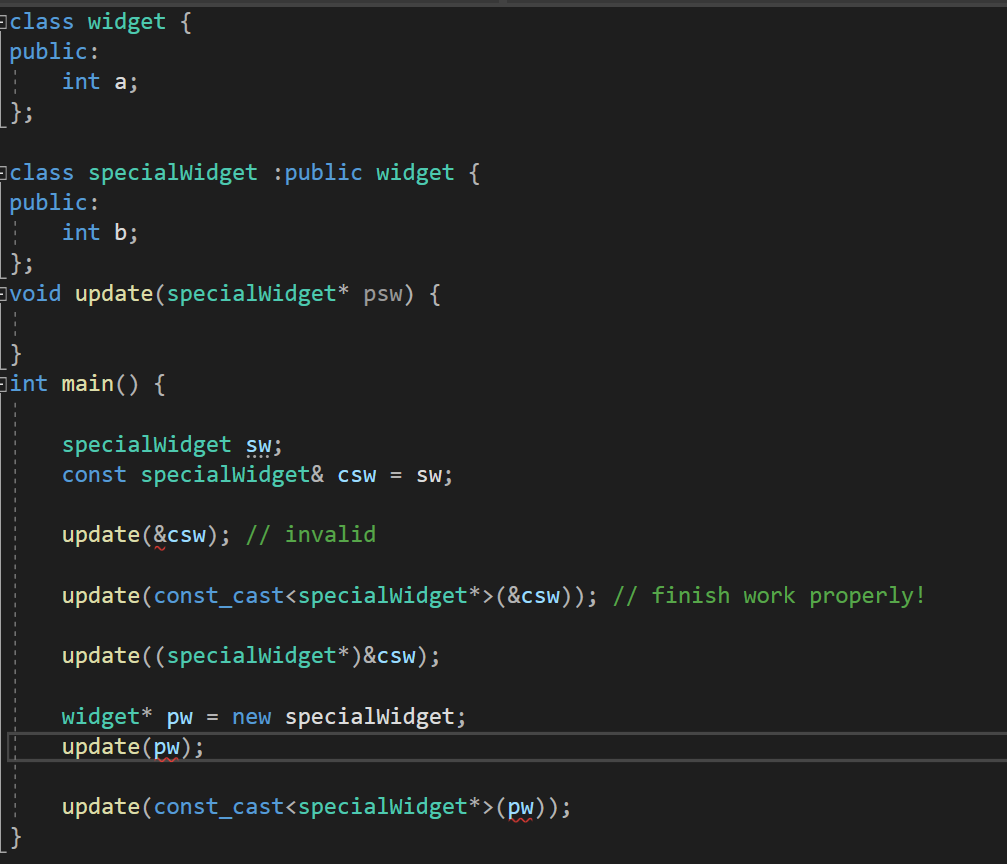 class widget {
public:
    int a;
};
class specialWidget :public widget {
public:
    int b;
};
void update(specialWidget* psw) {
}
int main() {
    specialWidget sw;
    const specialWidget& csw = sw;
    update(&csw); // invalid
    update(const_cast<specialWidget*>(&csw)); // finish work properly!
    update((specialWidget*)&csw);
    widget* pw = new specialWidget;
    update(pw);
    update(const_cast<specialWidget*>(pw));
}